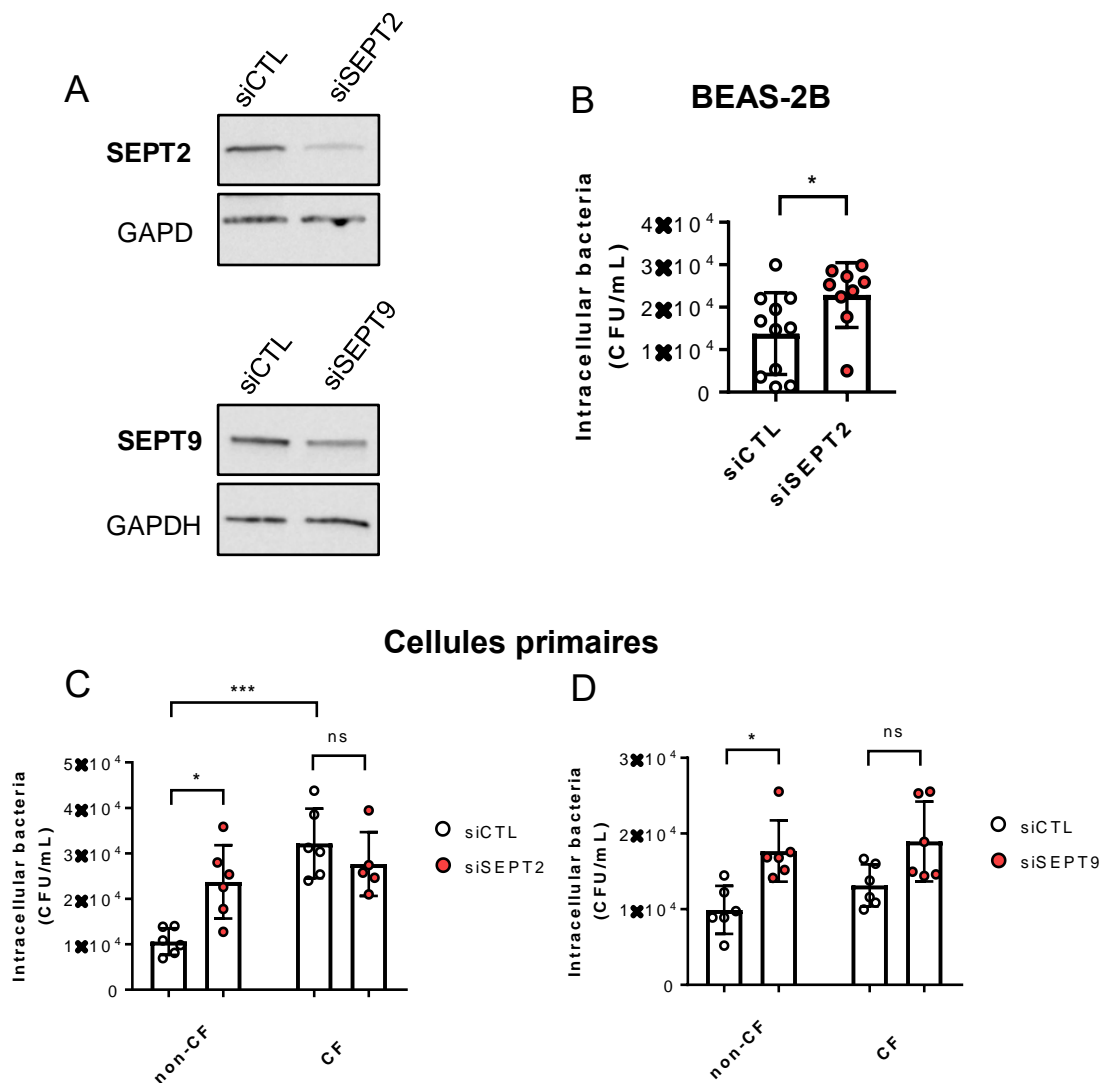 A
siCTL
siSEPT2
SEPT2
GAPD
siCTL
siSEPT9
SEPT9
GAPDH
B
BEAS-2B
Intracellular bacteria
(CFU/mL)
4✖10⁴
3✖10⁴
2✖10⁴
1✖10⁴
0
*
siCTL
siSEPT2
Cellules primaires
C
Intracellular bacteria
(CFU/mL)
5✖10⁴
4✖10⁴
3✖10⁴
2✖10⁴
1✖10⁴
0
***
*
ns
non-CF
CF
siCTL
siSEPT2
D
Intracellular bacteria
(CFU/mL)
3✖10⁴
2✖10⁴
1✖10⁴
0
*
ns
non-CF
CF
siCTL
siSEPT9